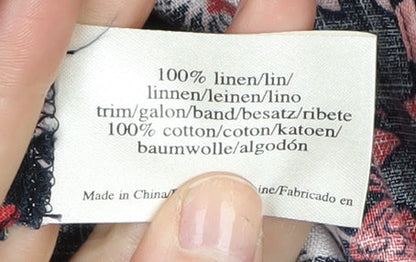 100% linen/lin/
linnen/leinen/lino
trim/galon/band/besatz/ribete
100% cotton/coton/katoen/
baumwolle/algodón
Made in China/ /Fabricado en